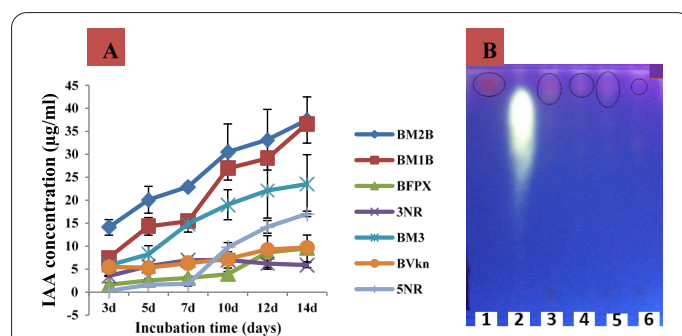 A
B
IAA concentration (µg/ml)
45
40
35
30
25
20
15
10
5
0
3d 5d 7d 10d 12d 14d
Incubation time (days)
BM2B
BM1B
BFPX
3NR
BM3
BVkn
5NR
1 2 3 4 5 6